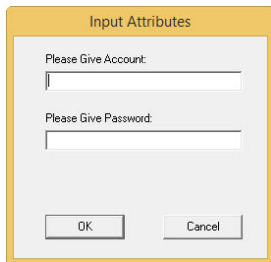 Input Attributes
Please Give Account:
Please Give Password:
OK
Cancel